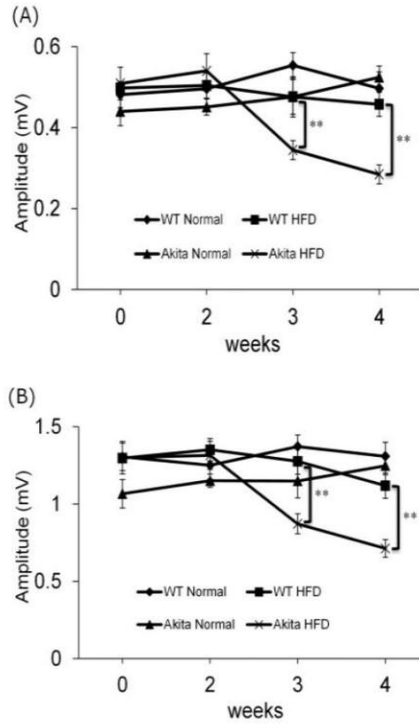 (A)
0.6
0.4
0.2
0
Amplitude (mV)
**
**
WT Normal
WT HFD
Akita Normal
Akita HFD
0 2 3 4
weeks
(B)
1.5
1
0.5
0
Amplitude (mV)
**
**
WT Normal
WT HFD
Akita Normal
Akita HFD
0 2 3 4
weeks